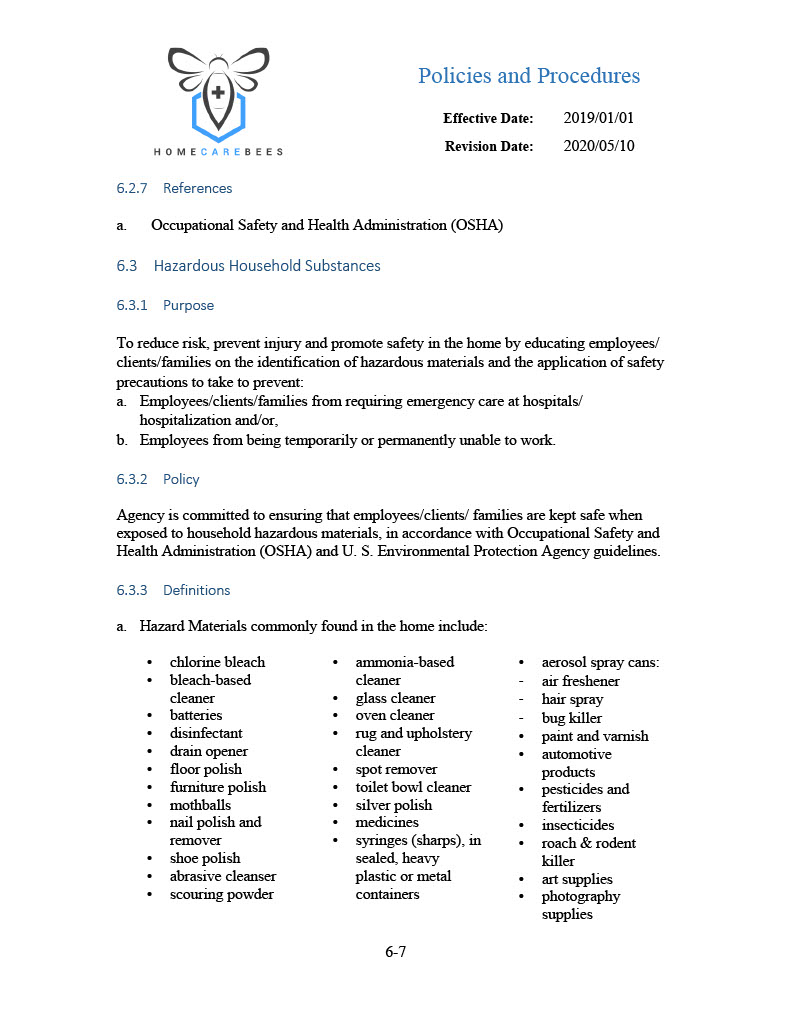 Policies and Procedures
Effective Date: 2019/01/01
Revision Date: 2020/05/10
HOMECAREBEES
6.2.7 References
a. Occupational Safety and Health Administration (OSHA)
6.3 Hazardous Household Substances
6.3.1 Purpose
To reduce risk, prevent injury and promote safety in the home by educating employees/
clients/families on the identification of hazardous materials and the application of safety
precautions to take to prevent:
a. Employees/clients/families from requiring emergency care at hospitals/
hospitalization and/or,
b. Employees from being temporarily or permanently unable to work.
6.3.2 Policy
Agency is committed to ensuring that employees/clients/ families are kept safe when
exposed to household hazardous materials, in accordance with Occupational Safety and
Health Administration (OSHA) and U. S. Environmental Protection Agency guidelines.
6.3.3 Definitions
a. Hazard Materials commonly found in the home include:
• chlorine bleach
• bleach-based
cleaner
• batteries
• disinfectant
• drain opener
• floor polish
• furniture polish
• mothballs
• nail polish and
remover
• shoe polish
• abrasive cleanser
• scouring powder
• ammonia-based
cleaner
• glass cleaner
• oven cleaner
• rug and upholstery
cleaner
• spot remover
• toilet bowl cleaner
• silver polish
• medicines
• syringes (sharps), in
sealed, heavy
plastic or metal
containers
• aerosol spray cans:
- air freshener
- hair spray
- bug killer
• paint and varnish
• automotive
products
• pesticides and
fertilizers
• insecticides
• roach & rodent
killer
• art supplies
• photography
supplies
6-7